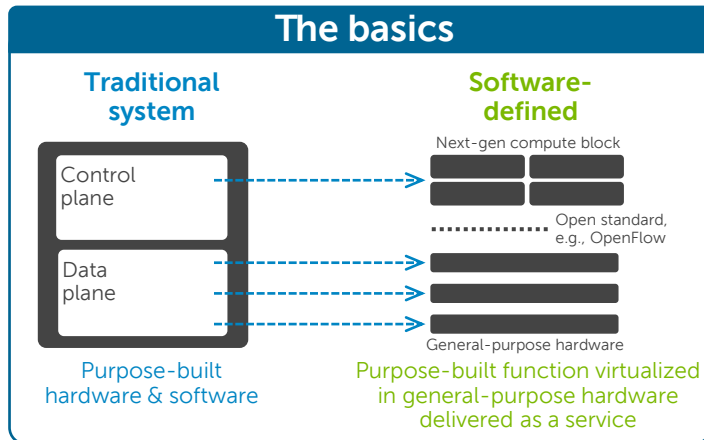 The basics
Traditional
system
Software-
defined
Next-gen compute block
Control
plane
Open standard,
e.g., OpenFlow
Data
plane
General-purpose hardware
Purpose-built
hardware & software
Purpose-built function virtualized
in general-purpose hardware
delivered as a service